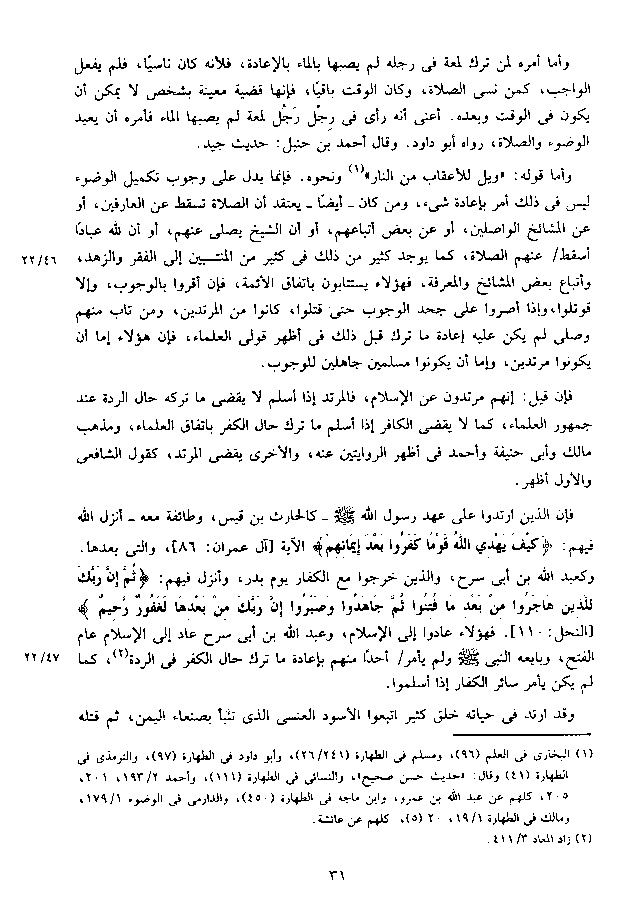 وأما أمره لمن ترك لمعة فى رجله لم يصبها بالماء بالإعادة، فلأنه كان ناسيًا، فلم يفعل
الواجب، كمن نسى الصلاة، وكان الوقت باقيًا، فإنها قضية معينة بشخص لا يمكن أن
يكون فى الوقت وبعده. أعنى أنه رأى فى رِجْل رَجُل لمعة لم يصبها الماء فأمره أن يعيد
الوضوء والصلاة، رواه أبو داود. وقال أحمد بن حنبل: حديث جيد.
وأما قوله: «ويل للأعقاب من النار»(١) ونحوه. فإنما يدل على وجوب تكميل الوضوء
ليس فى ذلك أمر بإعادة شىء، ومن كان ـ أيضًا ـ يعتقد أن الصلاة تسقط عن العارفين، أو
عن المشائخ الواصلين، أو عن بعض أتباعهم، أو أن الشيخ يصلى عنهم، أو أن لله عبادًا
٢٢/٤٦ أسقط/ عنهم الصلاة، كما يوجد كثير من ذلك فى كثير من المنتسبين إلى الفقر والزهد،
وأتباع بعض المشائخ والمعرفة، فهؤلاء يستتابون باتفاق الأئمة، فإن أقروا بالوجوب، وإلا
قوتلوا، وإذا أصروا على جحد الوجوب حتى قتلوا، كانوا من المرتدين، ومن تاب منهم
وصلى لم يكن عليه إعادة ما ترك قبل ذلك فى أظهر قولى العلماء، فإن هؤلاء إما أن
يكونوا مرتدين، وإما أن يكونوا مسلمين جاهلين للوجوب.
فإن قيل: إنهم مرتدون عن الإسلام، فالمرتد إذا أسلم لا يقضى ما تركه حال الردة عند
جمهور العلماء، كما لا يقضى الكافر إذا أسلم ما ترك حال الكفر باتفاق العلماء، ومذهب
مالك وأبى حنيفة وأحمد فى أظهر الروايتين عنه، والأخرى يقضى المرتد، كقول الشافعى
والأول أظهر.
فإن الذين ارتدوا على عهد رسول الله ﷺ ـ كالحارث بن قيس، وطائفة معه ـ أنزل الله
فيهم: ﴿كَيْفَ يَهْدِي اللَّهُ قَوْمًا كَفَرُوا بَعْدَ إِيمَانِهِمْ﴾ الآية [آل عمران: ٨٦]، والتى بعدها.
وكعبد الله بن أبى سرح، والذين خرجوا مع الكفار يوم بدر، وأنزل فيهم: ﴿ثُمَّ إِنَّ رَبَّكَ
لِلَّذِينَ هَاجَرُوا مِنْ بَعْدِ مَا فُتِنُوا ثُمَّ جَاهَدُوا وَصَبَرُوا إِنَّ رَبَّكَ مِنْ بَعْدِهَا لَغَفُورٌ رَّحِيمٌ﴾
[النحل: ١١٠]. فهؤلاء عادوا إلى الإسلام، وعبد الله بن أبى سرح عاد إلى الإسلام عام
٢٢/٤٧ الفتح، وبايعه النبى ﷺ ولم يأمر/ أحدًا منهم بإعادة ما ترك حال الكفر فى الردة(٢)، كما
لم يكن يأمر سائر الكفار إذا أسلموا.
وقد ارتد فى حياته خلق كثير اتبعوا الأسود العنسى الذى تنبأ بصنعاء اليمن، ثم قتله
(١) البخارى فى العلم (٩٦)، ومسلم فى الطهارة (٢٦/٢٤١)، وأبو داود فى الطهارة (٩٧)، والترمذى فى
الطهارة (٤١) وقال: «حديث حسن صحيح»، والنسائى فى الطهارة (١١١)، وأحمد ١٩٣/٢، ٢٠١،
٢٠٥، كلهم عن عبد الله بن عمرو، وابن ماجه فى الطهارة (٤٥٠)، والدارمى فى الوضوء ١٧٩/١،
ومالك فى الطهارة ١٩/١، ٢٠ (٥)، كلهم عن عائشة.
(٢) زاد المعاد ٤١١/٣.
٣١